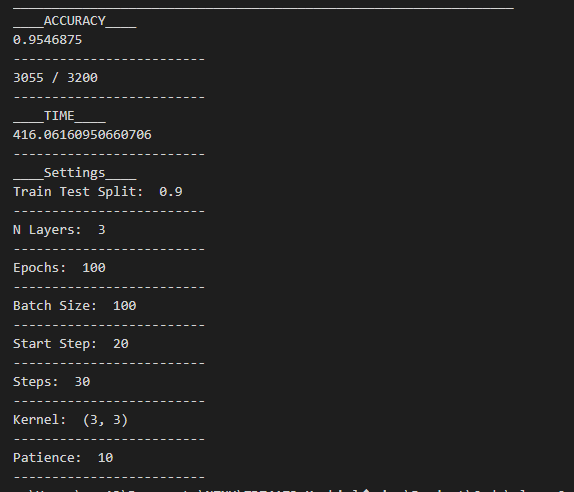 ____ACCURACY____
0.9546875
-------------------------
3055 / 3200
-------------------------
____TIME____
416.06160950660706
-------------------------
____Settings____
Train Test Split:  0.9
-------------------------
N Layers:  3
-------------------------
Epochs:  100
-------------------------
Batch Size:  100
-------------------------
Start Step:  20
-------------------------
Steps:  30
-------------------------
Kernel:  (3, 3)
-------------------------
Patience:  10
-------------------------